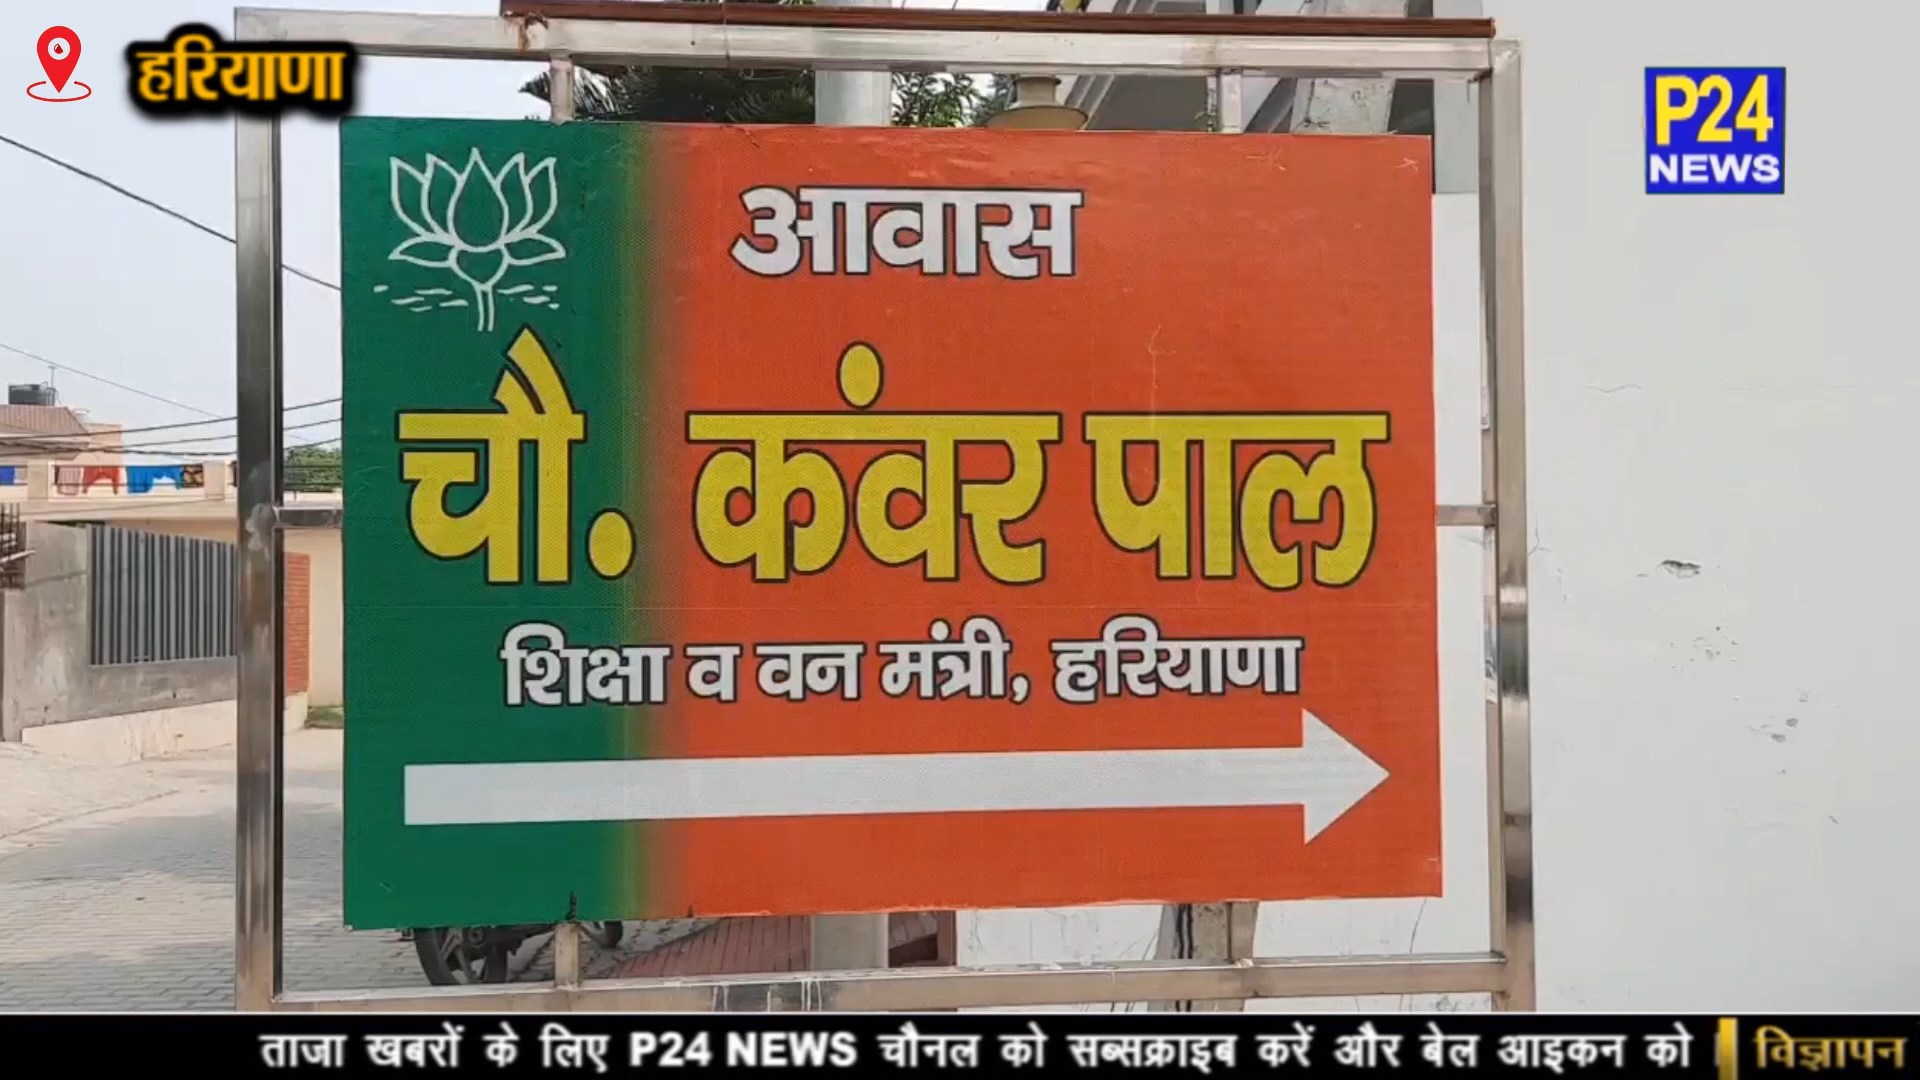 हरियाणा
P24
NEWS
आवास
चौ. कंवर पाल
शिक्षा व वन मंत्री, हरियाणा
ताजा खबरों के लिए P24 NEWS चौनल को सब्सक्राइब करें और बेल आइकन को
विज्ञापन